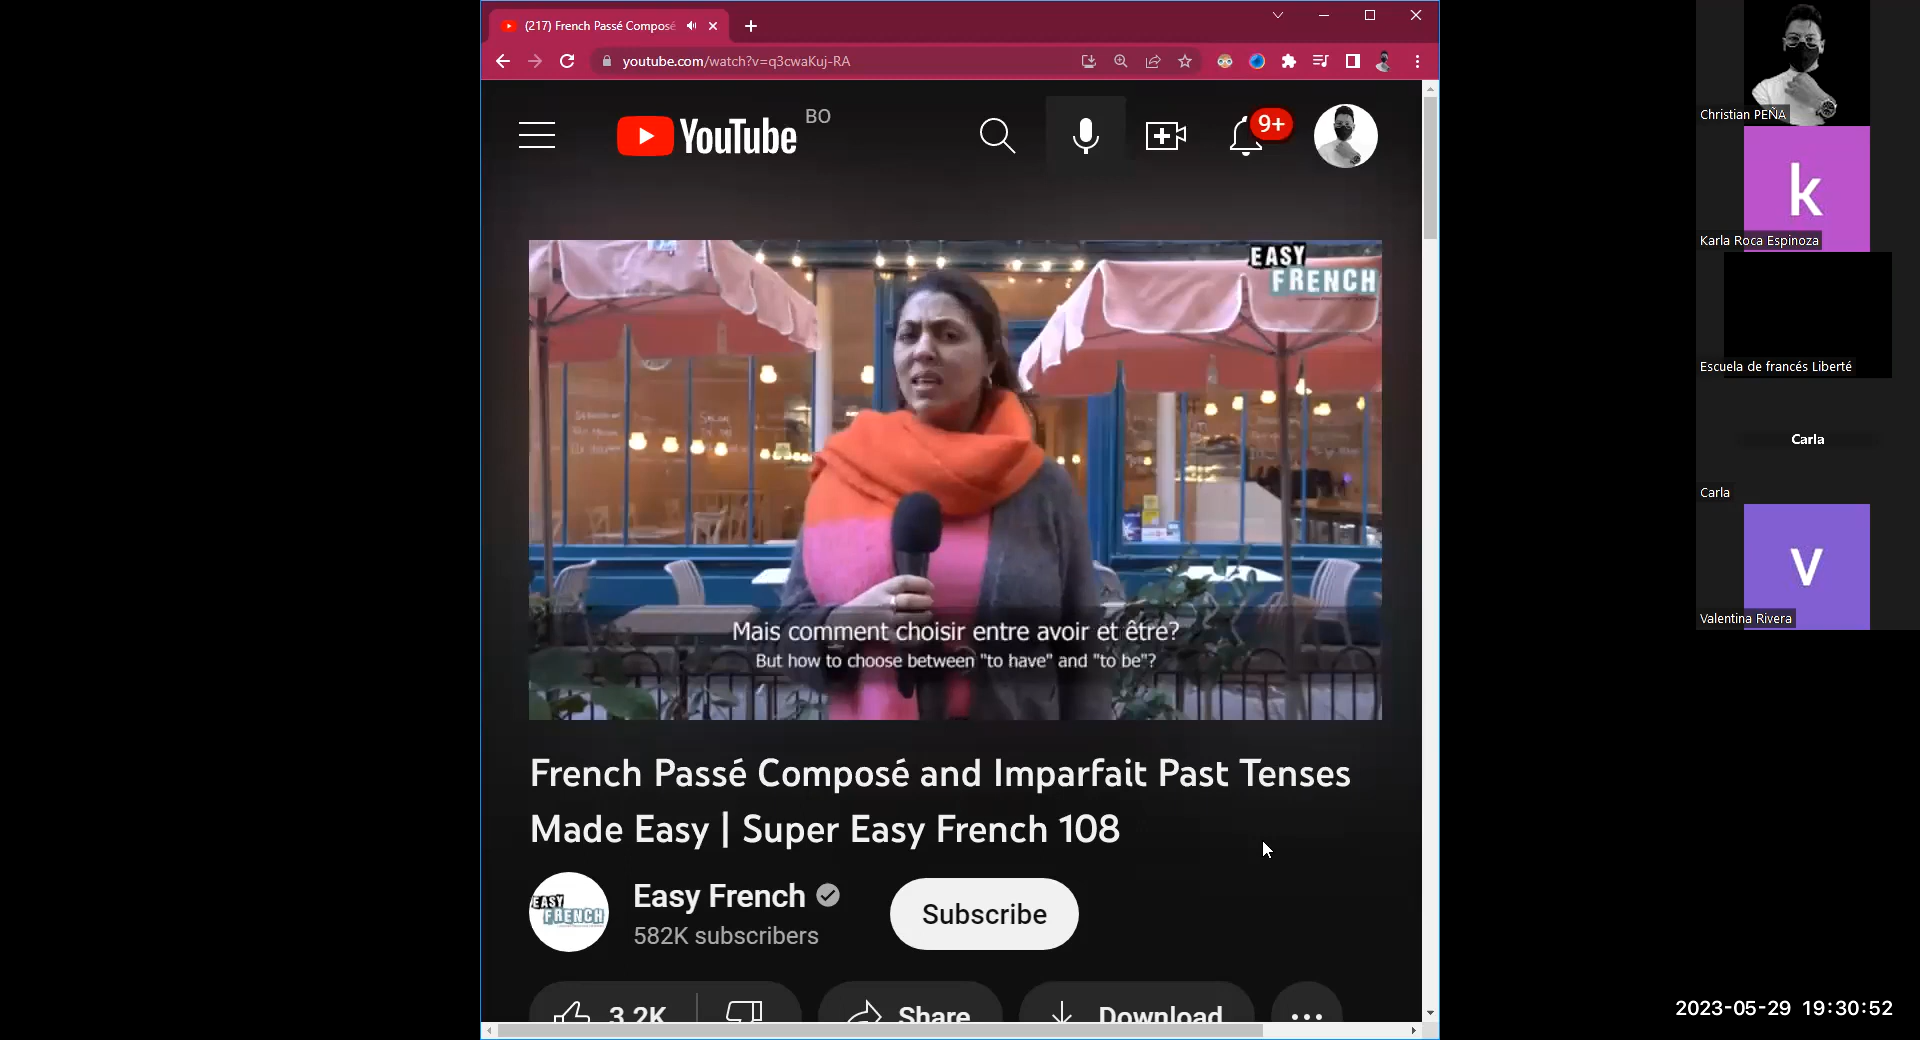 (217) French Passé Composé
youtube.com/watch?v=q3cwaKuj-RA
YouTube BO
9+
EASY
FRENCH
Mais comment choisir entre avoir et être?
But how to choose between "to have" and "to be"?
French Passé Composé and Imparfait Past Tenses
Made Easy | Super Easy French 108
EASY
FRENCH
Easy French
582K subscribers
Subscribe
3.2K
Share
Download
Christian PEÑA
k
Karla Roca Espinoza
Escuela de francés Liberté
Carla
Carla
v
Valentina Rivera
2023-05-29 19:30:52